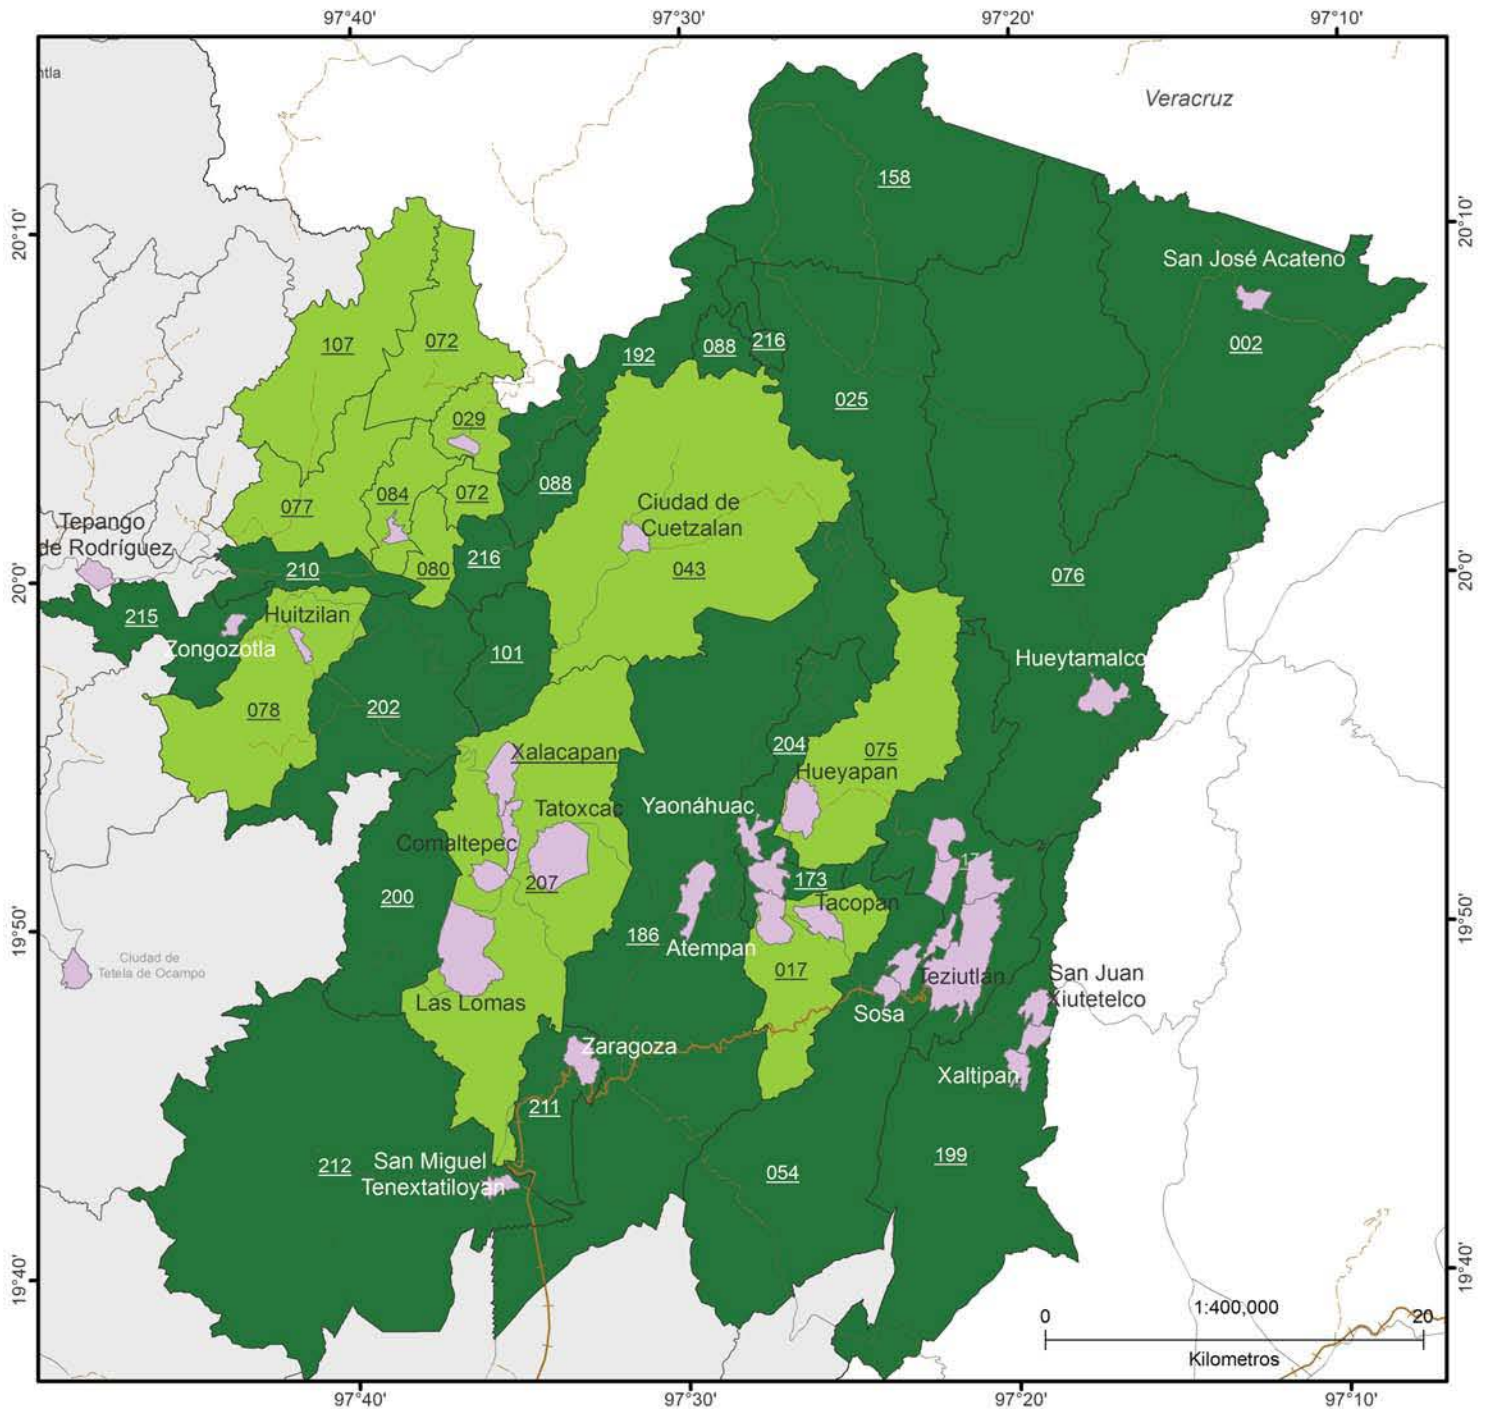 97°40'
97°30'
97°20'
97°10'
ntla
Veracruz
158
20°10'
20°10'
San José Acateno
107
072
192
088
216
002
029
025
084
072
088
077
Ciudad de
Cuetzalan
Tepango
de Rodríguez
210
080
216
043
076
20°0'
20°0'
215
Huitzilan
Zongozotla
101
Hueytamalco
078
202
204
075
Xalacapan
Hueyapan
Tatoxcac
Yaonáhuac
Comaltepec
200
207
173
Tacopan
19°50'
19°50'
186
Atempan
Ciudad de
Tetela de Ocampo
017
Teziutlán
San Juan
Xiutetelco
Las Lomas
Sosa
Zaragoza
Xaltipan
211
212
San Miguel
Tenextatiloyan
054
199
19°40'
19°40'
1:400,000
0
20
Kilometros
97°40'
97°30'
97°20'
97°10'